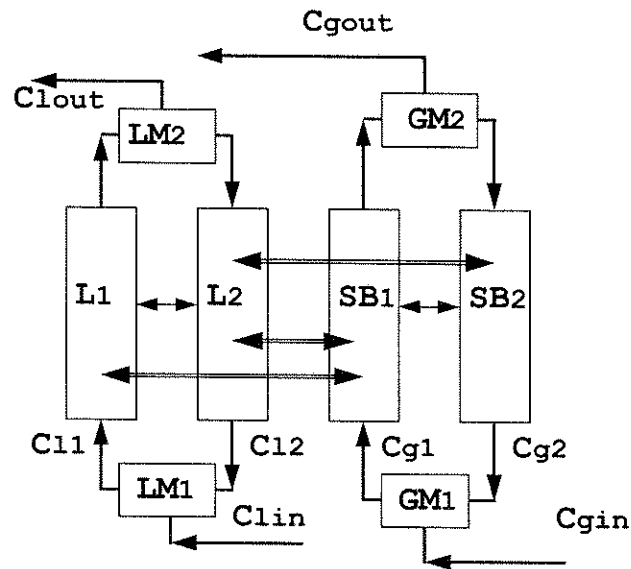 Cgout
Clout
LM2
GM2
L1
L2
SB1
SB2
Cl1
Cl2
Cg1
Cg2
LM1
GM1
Clin
Cgin